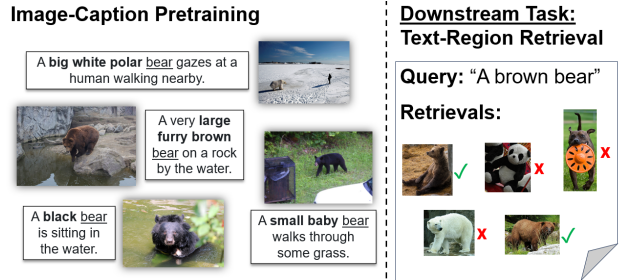 Image-Caption Pretraining
A big white polar bear gazes at a
human walking nearby.
A very large
furry brown
bear on a rock
by the water.
A black bear
is sitting in
the water.
A small baby bear
walks through
some grass.
Downstream Task:
Text-Region Retrieval
Query: “A brown bear”
Retrievals:
✓
X
X
X
✓